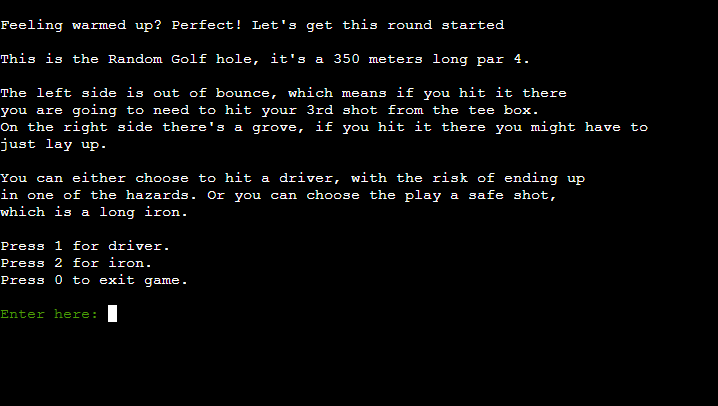 Feeling warmed up? Perfect! Let's get this round started
This is the Random Golf hole, it's a 350 meters long par 4.
The left side is out of bounce, which means if you hit it there
you are going to need to hit your 3rd shot from the tee box.
On the right side there's a grove, if you hit it there you might have to
just lay up.
You can either choose to hit a driver, with the risk of ending up
in one of the hazards. Or you can choose the play a safe shot,
which is a long iron.
Press 1 for driver.
Press 2 for iron.
Press 0 to exit game.
Enter here: